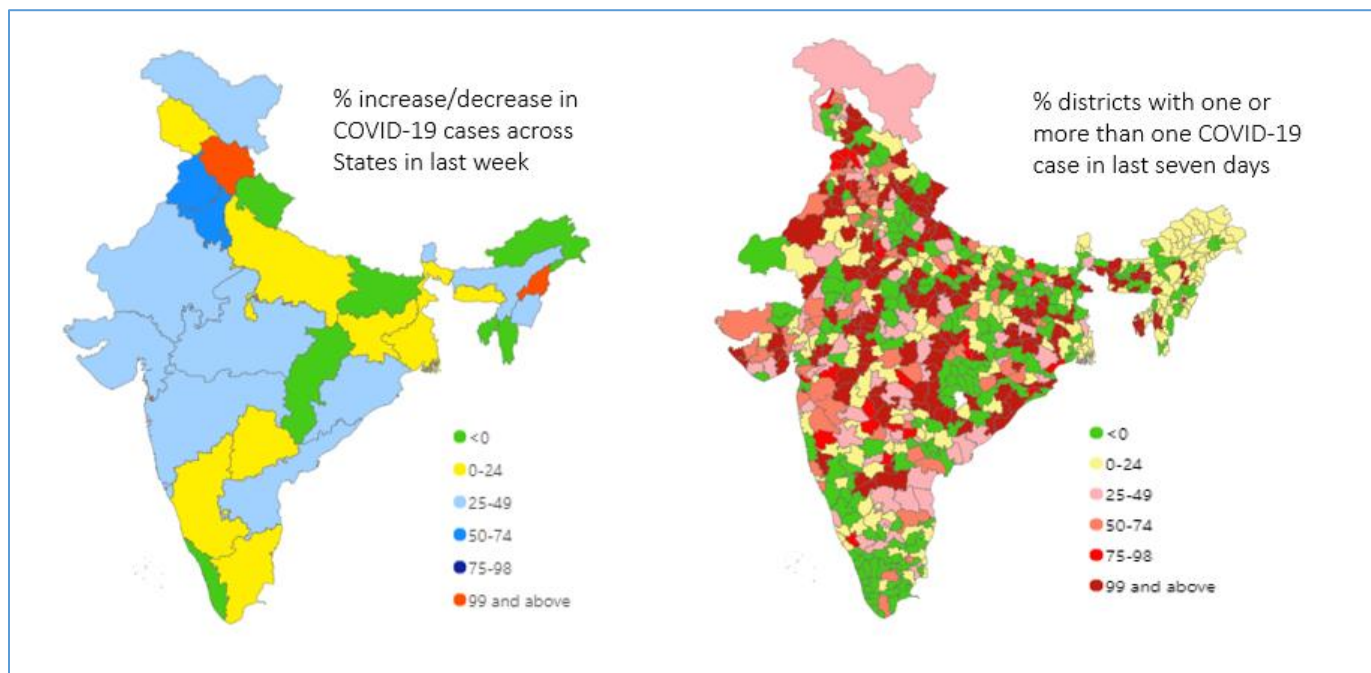 % increase/decrease in
COVID-19 cases across
States in last week
<0
0-24
25-49
50-74
75-98
99 and above
% districts with one or
more than one COVID-19
case in last seven days
<0
0-24
25-49
50-74
75-98
99 and above